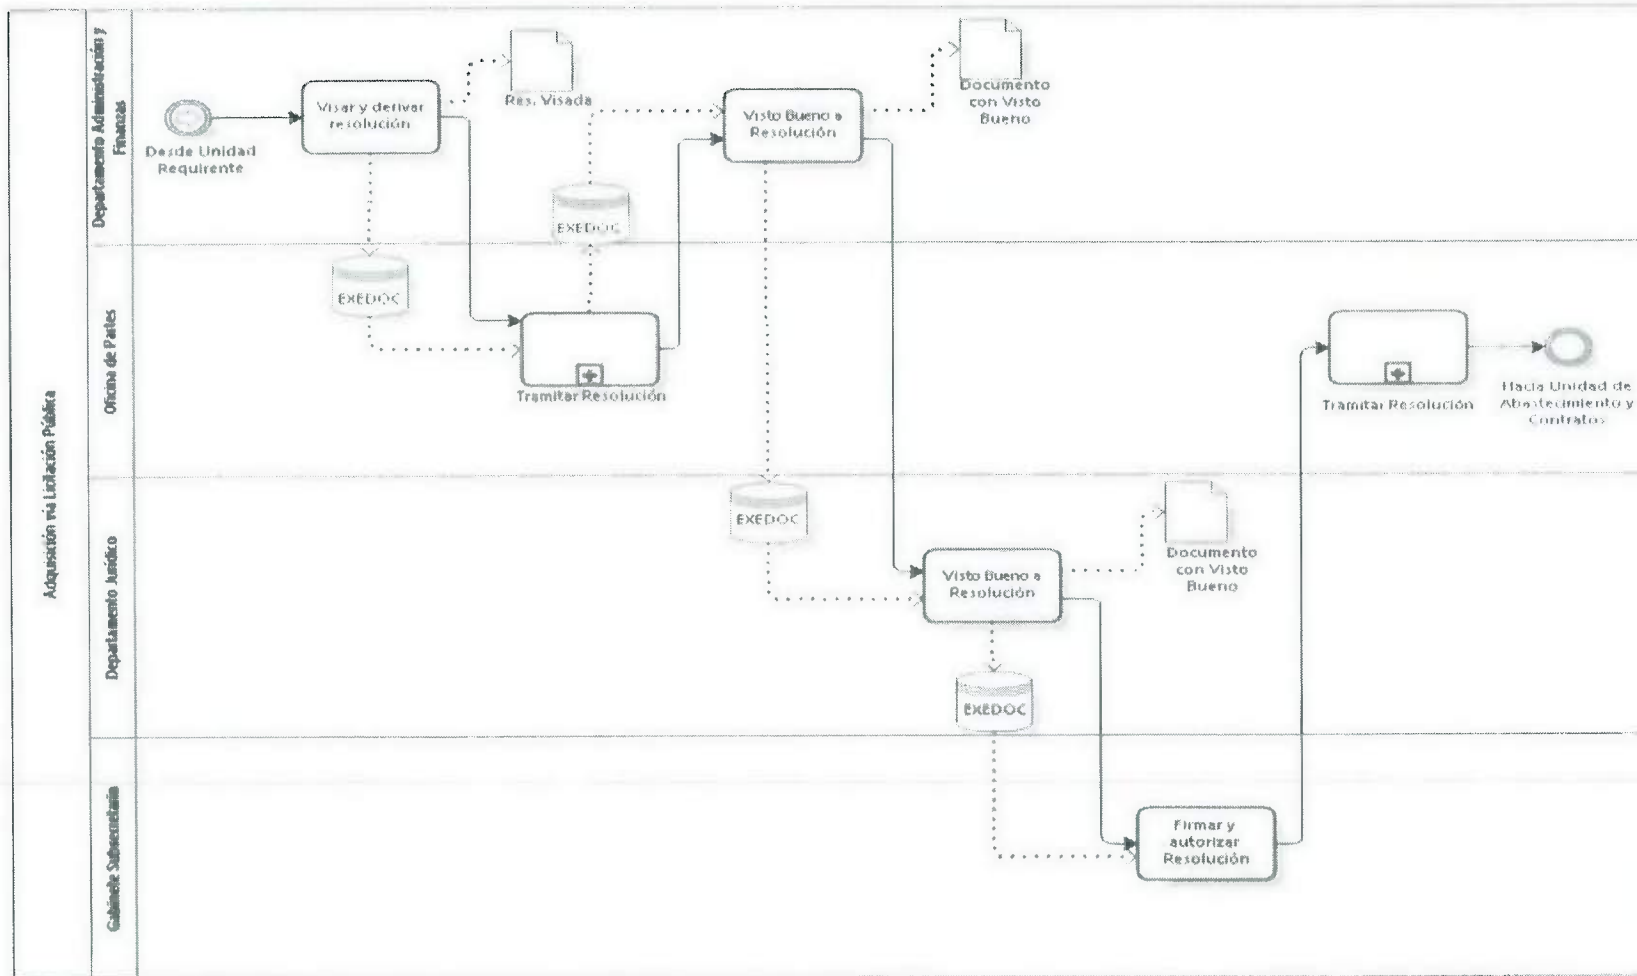 Adquisición vía Licitación Pública
Departamento Administración y
Finanzas
Desde Unidad
Requirente
Visar y derivar
resolución
Res. Visada
EXEDOC
Visto Bueno a
Resolución
Documento
con Visto
Bueno
Oficina de Partes
EXEDOC
Tramitar Resolución
Tramitar Resolución
Hacia Unidad de
Abastecimiento y
Contratos
Departamento Jurídico
EXEDOC
Visto Bueno a
Resolución
Documento
con Visto
Bueno
EXEDOC
Gabinete Subsecretaría
Firmar y
autorizar
Resolución